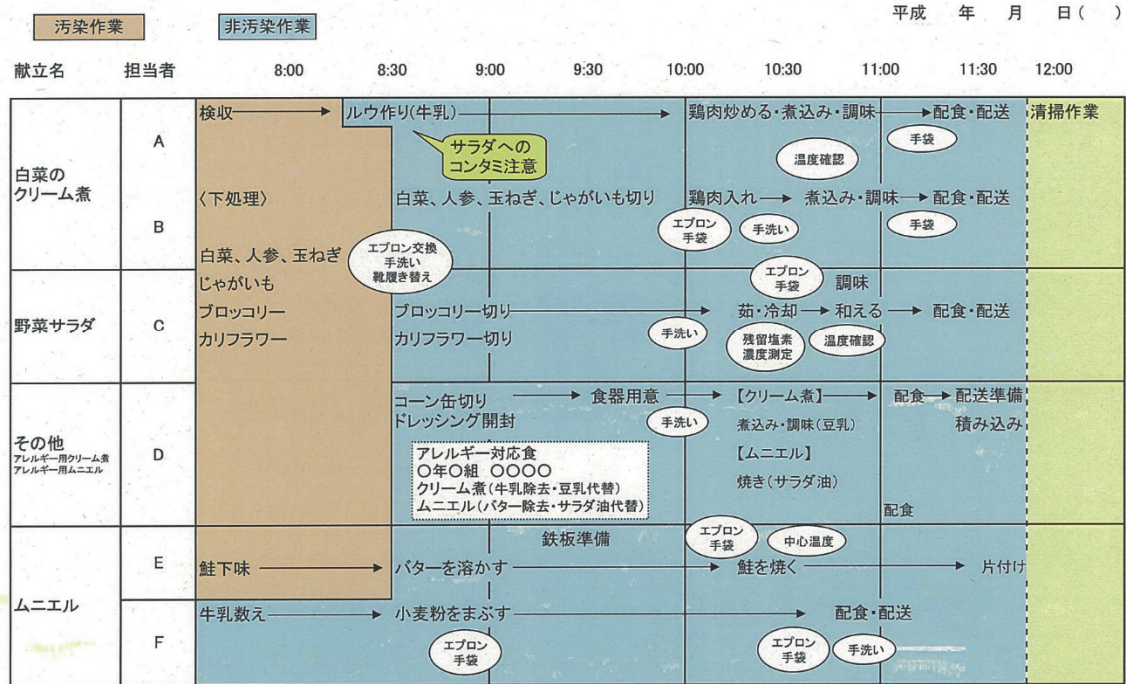 平成　年　月　日（　）
汚染作業
非汚染作業
献立名　担当者　8:00　8:30　9:00　9:30　10:00　10:30　11:00　11:30　12:00
白菜の
クリーム煮
A
検収
ルウ作り(牛乳)
鶏肉炒める・煮込み・調味
配食・配送
清掃作業
サラダへの
コンタミ注意
温度確認
手袋
B
〈下処理〉
白菜、人参、玉ねぎ
じゃがいも
ブロッコリー
カリフラワー
エプロン交換
手洗い
靴履き替え
白菜、人参、玉ねぎ、じゃがいも切り
鶏肉入れ
煮込み・調味
配食・配送
エプロン
手袋
手洗い
手袋
野菜サラダ
C
ブロッコリー切り
カリフラワー切り
手洗い
エプロン
手袋
調味
茹・冷却
和える
配食・配送
残留塩素
濃度測定
温度確認
その他
アレルギー用クリーム煮
アレルギー用ムニエル
D
コーン缶切り
ドレッシング開封
食器用意
手洗い
【クリーム煮】
煮込み・調味(豆乳)
【ムニエル】
焼き(サラダ油)
配食
配送準備
積み込み
配食
アレルギー対応食
○年○組　○○○○
クリーム煮(牛乳除去・豆乳代替)
ムニエル(バター除去・サラダ油代替)
ムニエル
E
鮭下味
バターを溶かす
鉄板準備
エプロン
手袋
中心温度
鮭を焼く
片付け
F
牛乳数え
小麦粉をまぶす
配食・配送
エプロン
手袋
エプロン
手袋
手洗い